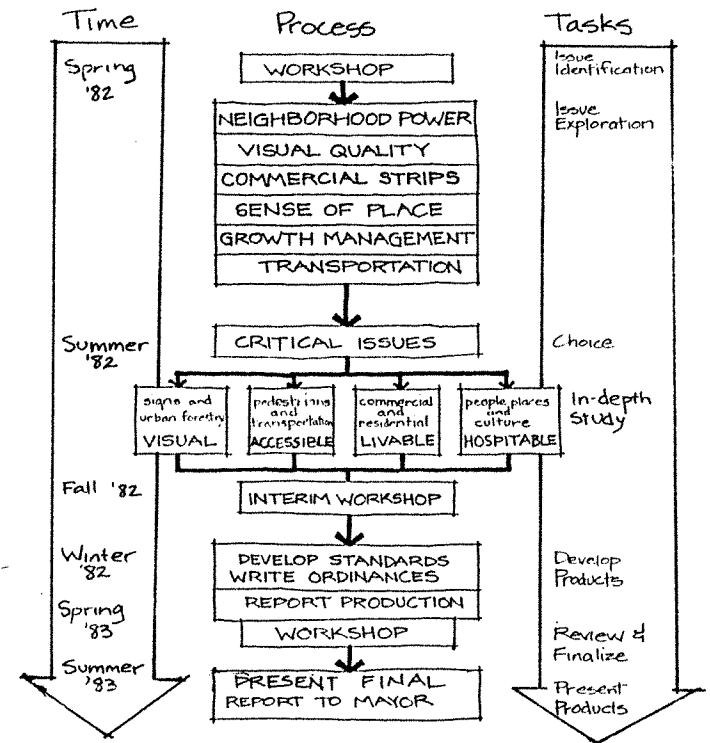 Time
Process
Tasks
Spring
'82
WORKSHOP
Issue
Identification
NEIGHBORHOOD POWER
Issue
Exploration
VISUAL QUALITY
COMMERCIAL STRIPS
SENSE OF PLACE
GROWTH MANAGEMENT
TRANSPORTATION
Summer
'82
CRITICAL ISSUES
Choice
signs and
urban forestry
VISUAL
pedestrians
and
transportation
ACCESSIBLE
commercial
and
residential
LIVABLE
people, places
and
culture
HOSPITABLE
In-depth
Study
Fall '82
INTERIM WORKSHOP
Winter
'82
DEVELOP STANDARDS
WRITE ORDINANCES
Develop
Products
REPORT PRODUCTION
Spring
'83
WORKSHOP
Review &
Finalize
Summer
'83
PRESENT FINAL
REPORT TO MAYOR
Present
Products